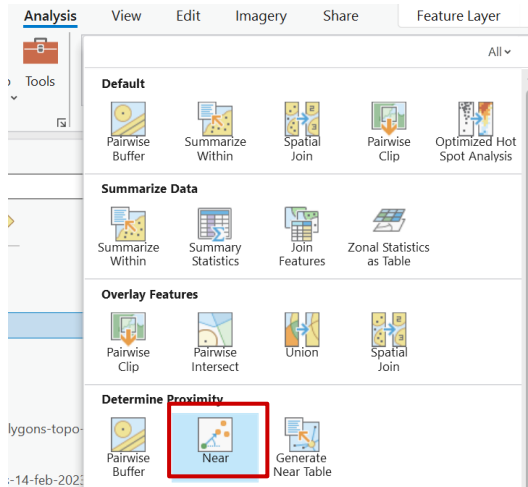 Analysis View Edit Imagery Share Feature Layer
All
Tools
Default
Pairwise Buffer
Summarize Within
Spatial Join
Pairwise Clip
Optimized Hot Spot Analysis
Summarize Data
Summarize Within
Summary Statistics
Join Features
Zonal Statistics as Table
Overlay Features
Pairwise Clip
Pairwise Intersect
Union
Spatial Join
Determine Proximity
Pairwise Buffer
Near
Generate Near Table
lygons-topo-
-14-feb-2023